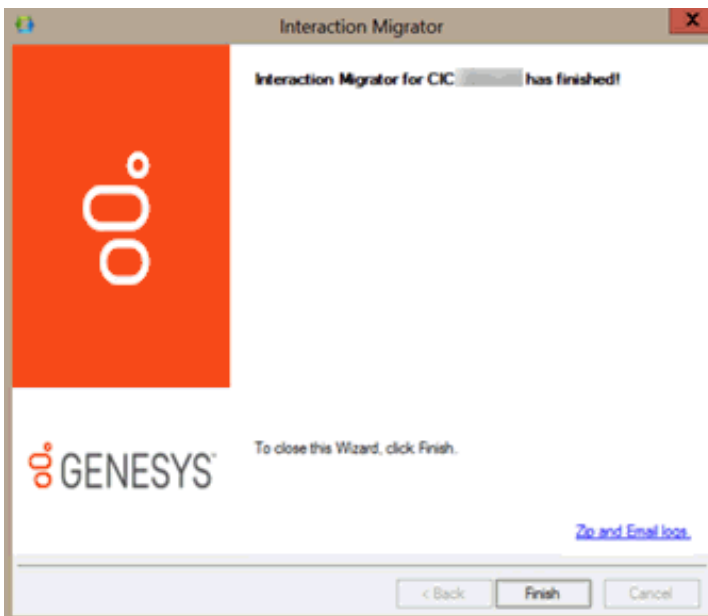 Interaction Migrator
X
Interaction Migrator for CIC has finished!
To close this Wizard, click Finish.
GENESYS™
Zip and Email logs.
< Back Finish Cancel